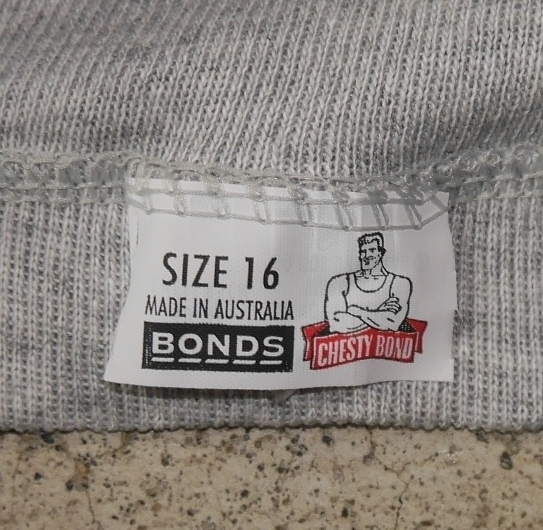 SIZE 16
MADE IN AUSTRALIA
BONDS
CHESTY BOND